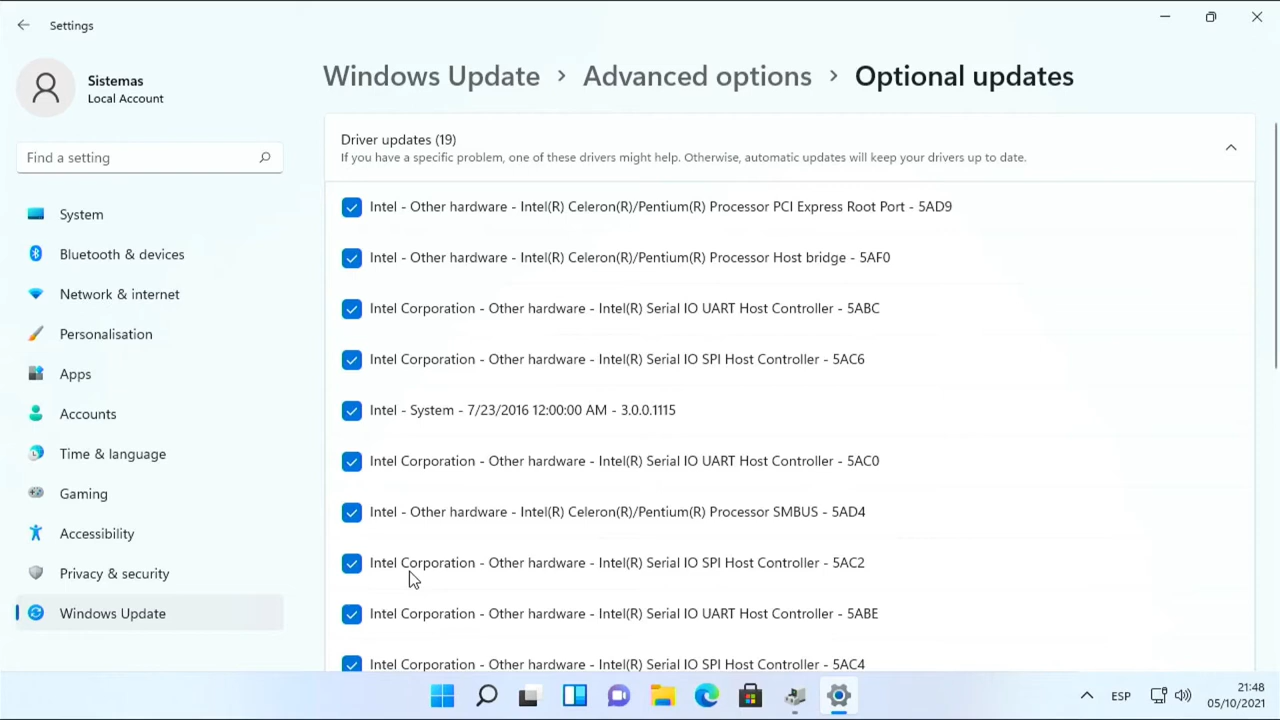 Settings
Sistemas
Local Account
Find a setting
System
Bluetooth & devices
Network & internet
Personalisation
Apps
Accounts
Time & language
Gaming
Accessibility
Privacy & security
Windows Update
Windows Update › Advanced options › Optional updates
Driver updates (19)
If you have a specific problem, one of these drivers might help. Otherwise, automatic updates will keep your drivers up to date.
Intel - Other hardware - Intel(R) Celeron(R)/Pentium(R) Processor PCI Express Root Port - 5AD9
Intel - Other hardware - Intel(R) Celeron(R)/Pentium(R) Processor Host bridge - 5AF0
Intel Corporation - Other hardware - Intel(R) Serial IO UART Host Controller - 5ABC
Intel Corporation - Other hardware - Intel(R) Serial IO SPI Host Controller - 5AC6
Intel - System - 7/23/2016 12:00:00 AM - 3.0.0.1115
Intel Corporation - Other hardware - Intel(R) Serial IO UART Host Controller - 5AC0
Intel - Other hardware - Intel(R) Celeron(R)/Pentium(R) Processor SMBUS - 5AD4
Intel Corporation - Other hardware - Intel(R) Serial IO SPI Host Controller - 5AC2
Intel Corporation - Other hardware - Intel(R) Serial IO UART Host Controller - 5ABE
Intel Corporation - Other hardware - Intel(R) Serial IO SPI Host Controller - 5AC4
ESP
21:48
05/10/2021